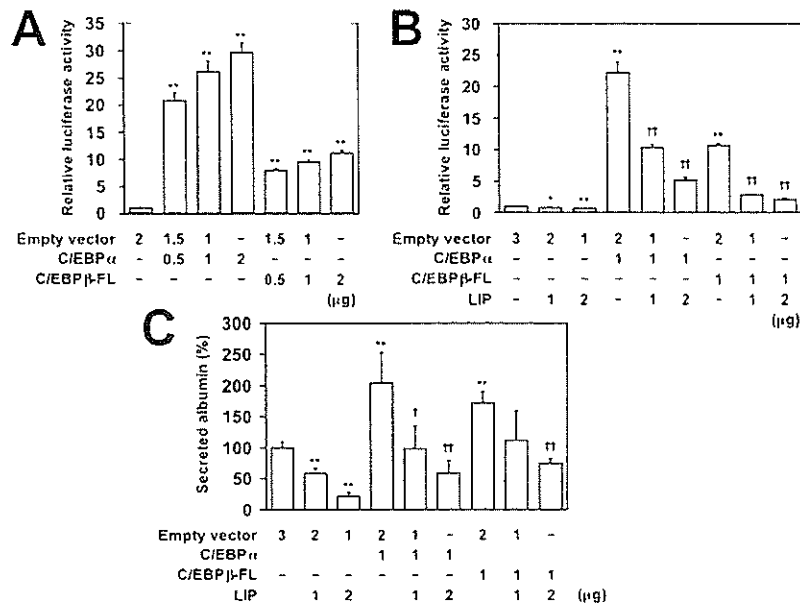 A
Relative luciferase activity
35
30
25
20
15
10
5
0
** ** ** ** ** **
Empty vector 2 1.5 1 – 1.5 1 –
C/EBPα – 0.5 1 2 – – –
C/EBPβ-FL – – – – 0.5 1 2
(μg)
B
Relative luciferase activity
30
25
20
15
10
5
0
* ** ** †† †† ** †† ††
Empty vector 3 2 1 2 1 – 2 1 –
C/EBPα – – – 1 1 1 – – –
C/EBPβ-FL – – – – – – 1 1 1
LIP – 1 2 – 1 2 – 1 2
(μg)
C
Secreted albumin (%)
300
250
200
150
100
50
0
** ** ** † †† ** ††
Empty vector 3 2 1 2 1 – 2 1 –
C/EBPα – – – 1 1 1 – – –
C/EBPβ-FL – – – – – – 1 1 1
LIP – 1 2 – 1 2 – 1 2 (μg)